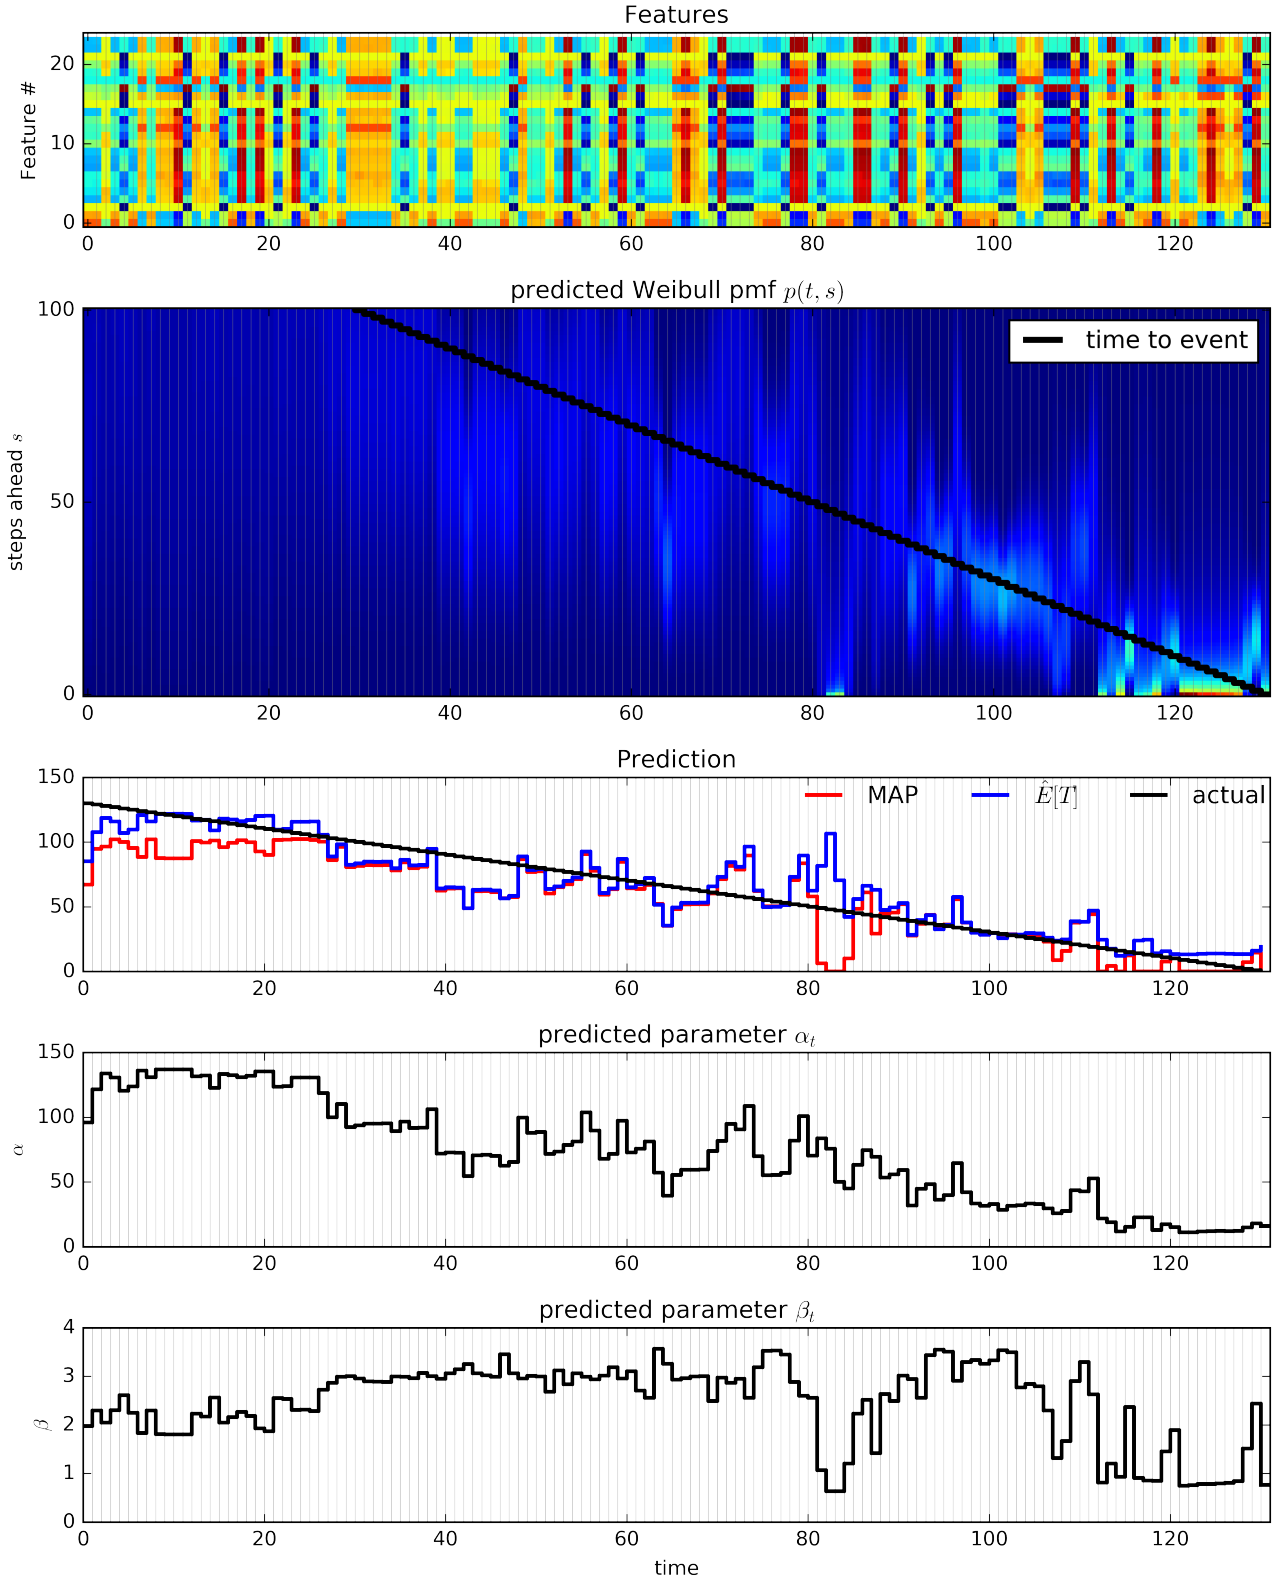 Features
Feature #
20
10
0
0 20 40 60 80 100 120
predicted Weibull pmf p(t, s)
steps ahead s
100
50
0
time to event
0 20 40 60 80 100 120
Prediction
150
100
50
0
MAP Ê[T] actual
0 20 40 60 80 100 120
predicted parameter αt
α
150
100
50
0
0 20 40 60 80 100 120
predicted parameter βt
β
4
3
2
1
0
0 20 40 60 80 100 120
time